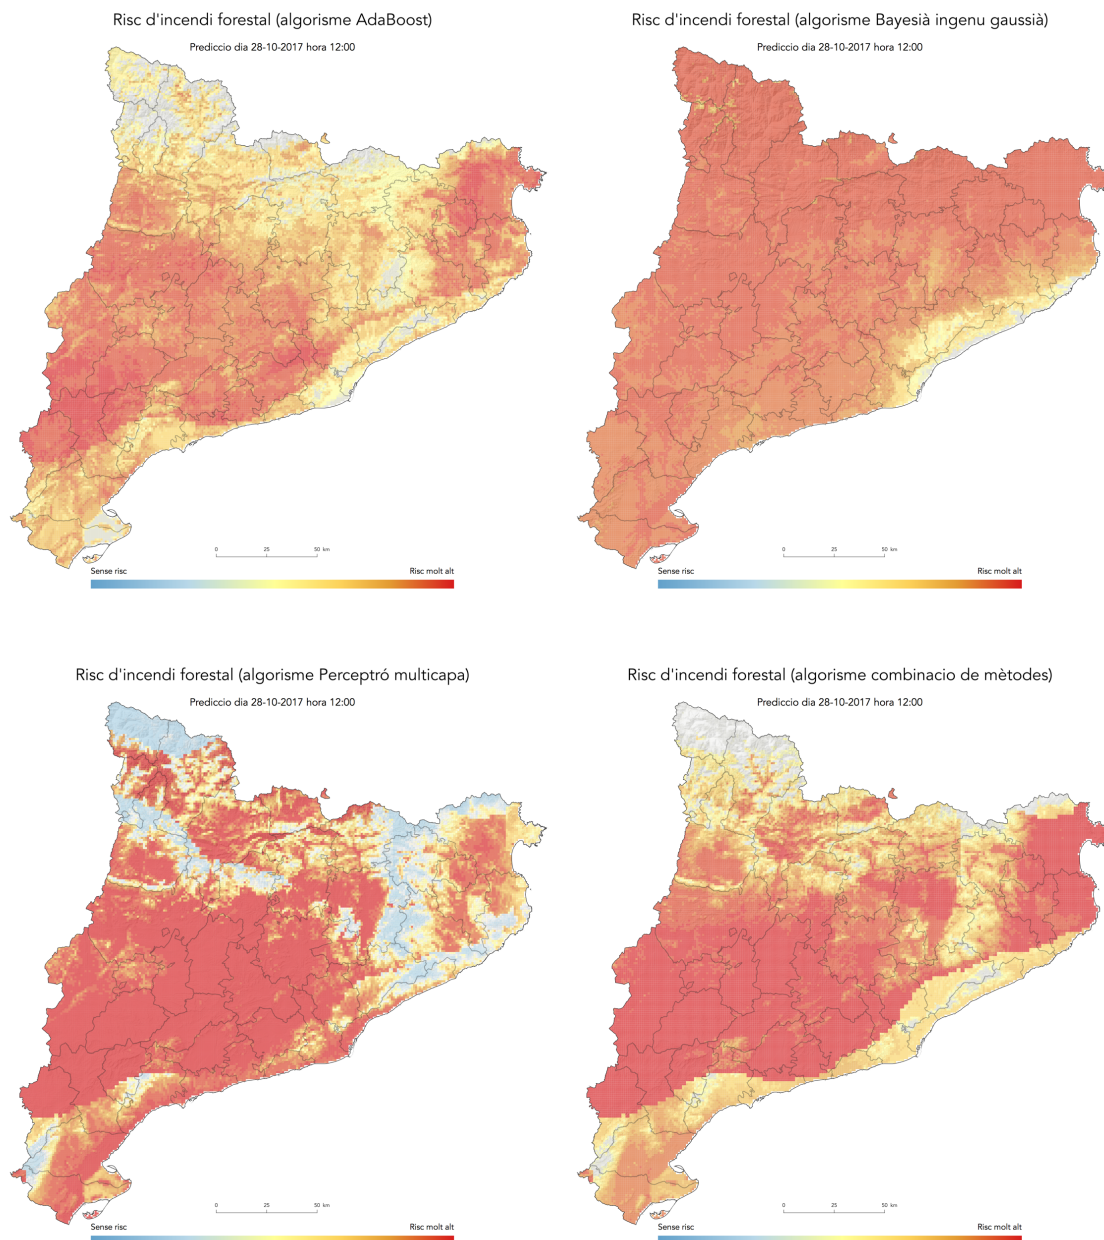 Risc d'incendi forestal (algorisme AdaBoost)
Prediccio dia 28-10-2017 hora 12:00
0 25 50 km
Sense risc Risc molt alt
Risc d'incendi forestal (algorisme Bayesià ingenu gaussià)
Prediccio dia 28-10-2017 hora 12:00
0 25 50 km
Sense risc Risc molt alt
Risc d'incendi forestal (algorisme Perceptró multicapa)
Prediccio dia 28-10-2017 hora 12:00
0 25 50 km
Sense risc Risc molt alt
Risc d'incendi forestal (algorisme combinacio de mètodes)
Prediccio dia 28-10-2017 hora 12:00
0 25 50 km
Sense risc Risc molt alt